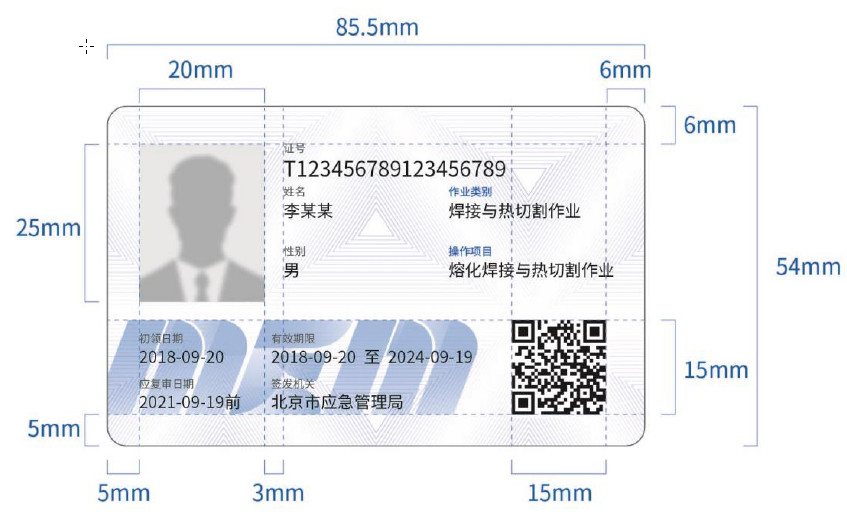 85.5mm
20mm
6mm
6mm
证号
T123456789123456789
姓名
作业类别
李某某
焊接与热切割作业
25mm
性别
操作项目
54mm
男
熔化焊接与热切割作业
初领日期
有效期限
2018-09-20
2018-09-20 至 2024-09-19
15mm
应复审日期
签发机关
2021-09-19前
北京市应急管理局
5mm
5mm
3mm
15mm